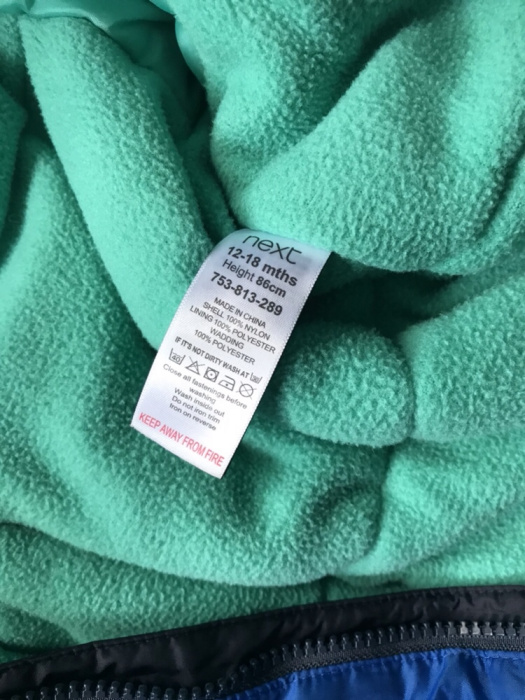 next
12-18 mths
Height 86cm
753-813-289
MADE IN CHINA
SHELL 100% NYLON
LINING 100% POLYESTER
WADDING
100% POLYESTER
IF IT'S NOT DIRTY WASH AT
40
Close all fastenings before
washing
Wash inside out
Do not iron trim
Iron on reverse
KEEP AWAY FROM FIRE